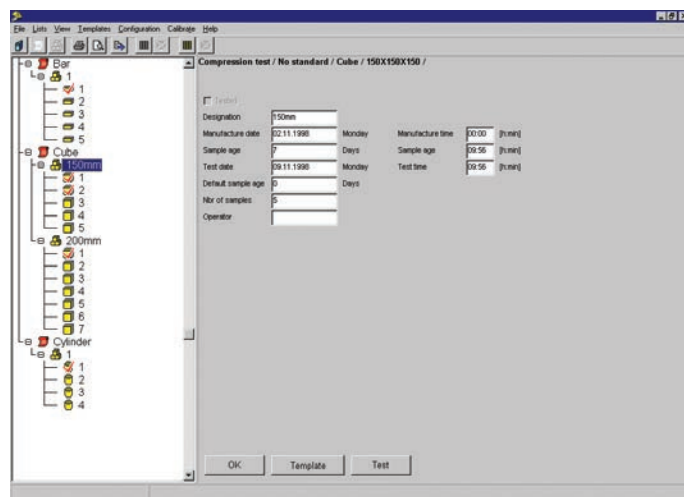 File Lists View Templates Configuration Calibrate Help
Bar
1
1
2
3
4
5
Cube
150mm
1
2
3
4
5
200mm
1
2
3
4
5
6
7
Cylinder
1
1
2
3
4
Compression test / No standard / Cube / 150X150X150 /
Tested
Designation 150mm
Manufacture date 02.11.1998 Monday Manufacture time 00:00 [h:min]
Sample age 7 Days Sample age 09:56 [h:min]
Test date 09.11.1998 Monday Test time 09:56 [h:min]
Default sample age 0 Days
Nbr of samples 5
Operator
OK Template Test